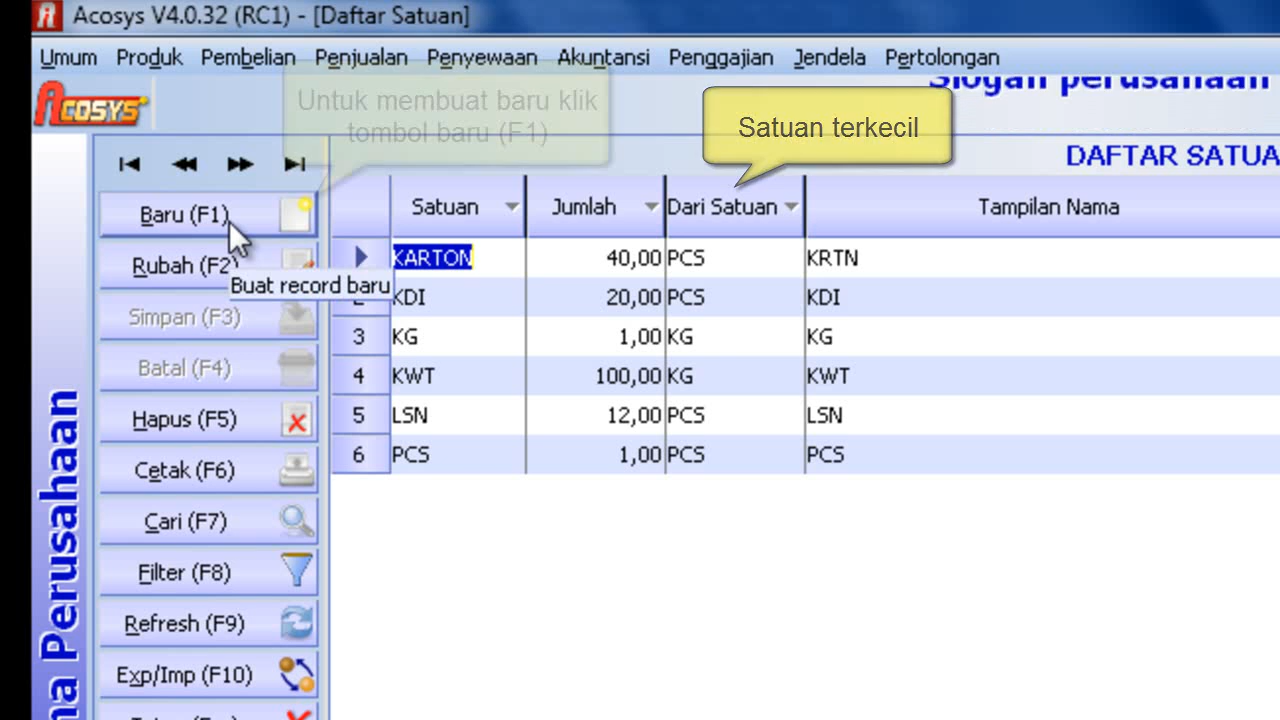 Acosys V4.0.32 (RC1) - [Daftar Satuan]
Umum Produk Pembelian Penjualan Penyewaan Akuntansi Penggajian Jendela Pertolongan
ACOSYS
Slogan perusahaan
Untuk membuat baru klik
tombol baru (F1)
Satuan terkecil
DAFTAR SATUA
Satuan Jumlah Dari Satuan Tampilan Nama
KARTON 40,00 PCS KRTN
KDI 20,00 PCS KDI
3 KG 1,00 KG KG
4 KWT 100,00 KG KWT
5 LSN 12,00 PCS LSN
6 PCS 1,00 PCS PCS
Baru (F1)
Rubah (F2)
Buat record baru
Simpan (F3)
Batal (F4)
Hapus (F5)
Cetak (F6)
Cari (F7)
Filter (F8)
Refresh (F9)
Exp/Imp (F10)
ma Perusahaan